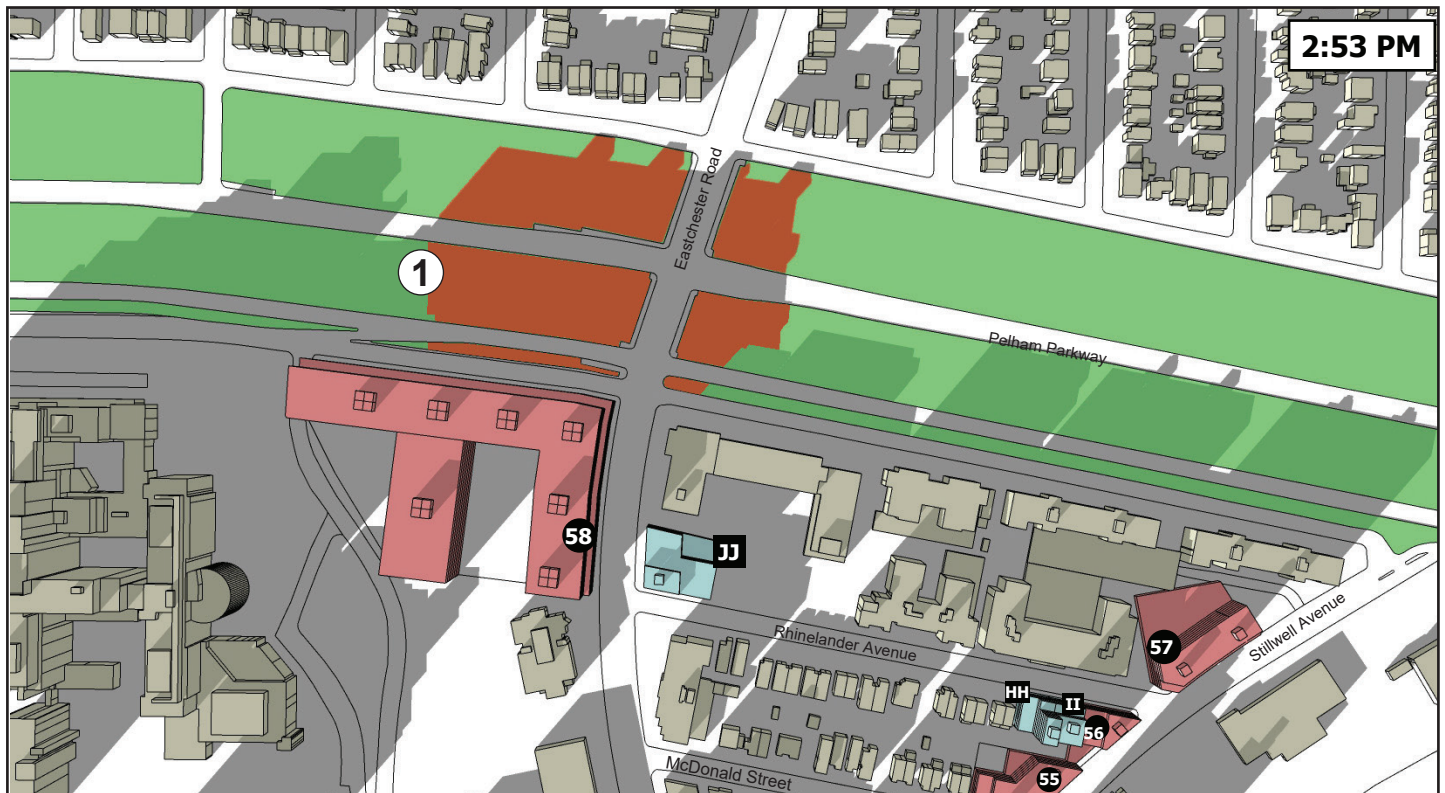 2:53 PM
Eastchester Road
1
Pelham Parkway
58
JJ
Rhinelander Avenue
57
Stillwell Avenue
HH
II
56
McDonald Street
55